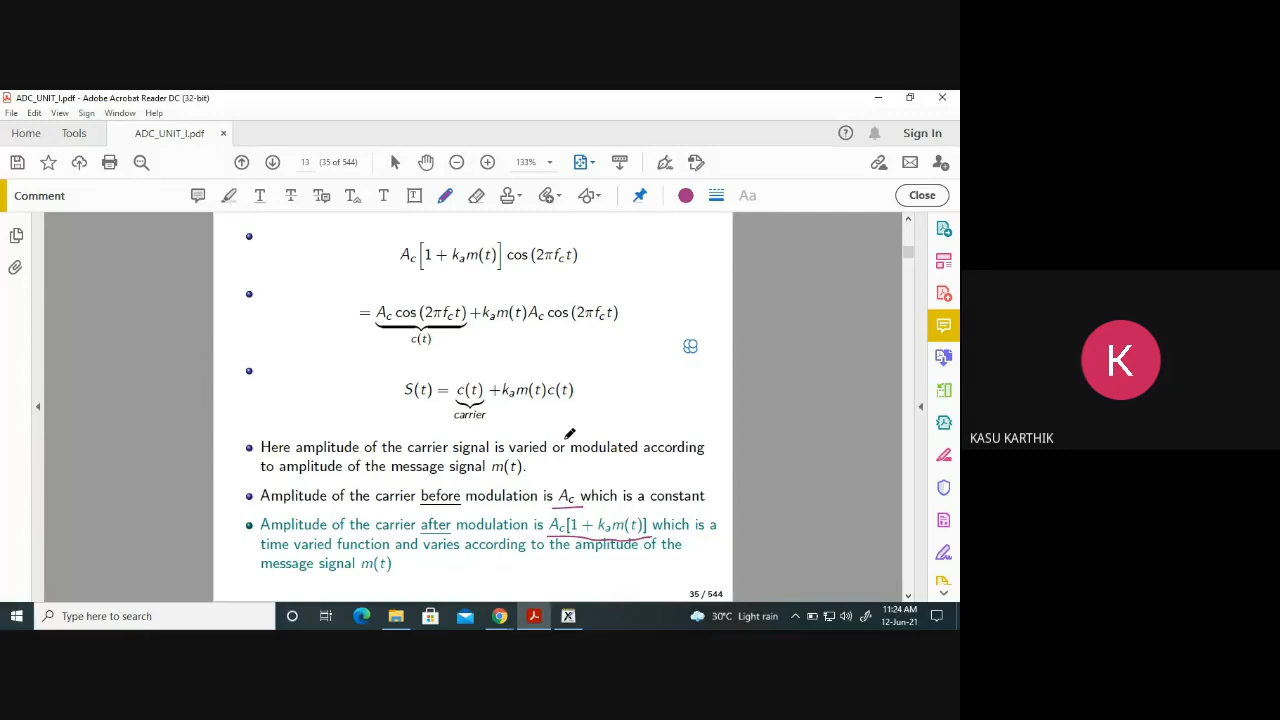 ADC_UNIT_I.pdf - Adobe Acrobat Reader DC (32-bit)
File Edit View Sign Window Help
Home Tools ADC_UNIT_I.pdf × Sign In
13 (35 of 544) 133%
Comment Close
A_c[1 + k_a m(t)] cos (2πf_c t)
= A_c cos (2πf_c t) + k_a m(t)A_c cos (2πf_c t)
c(t)
S(t) = c(t) + k_a m(t)c(t)
carrier
Here amplitude of the carrier signal is varied or modulated according
to amplitude of the message signal m(t).
Amplitude of the carrier before modulation is A_c which is a constant
Amplitude of the carrier after modulation is A_c[1 + k_a m(t)] which is a
time varied function and varies according to the amplitude of the
message signal m(t)
35 / 544
K
KASU KARTHIK
Type here to search
30°C Light rain
11:24 AM
12-Jun-21